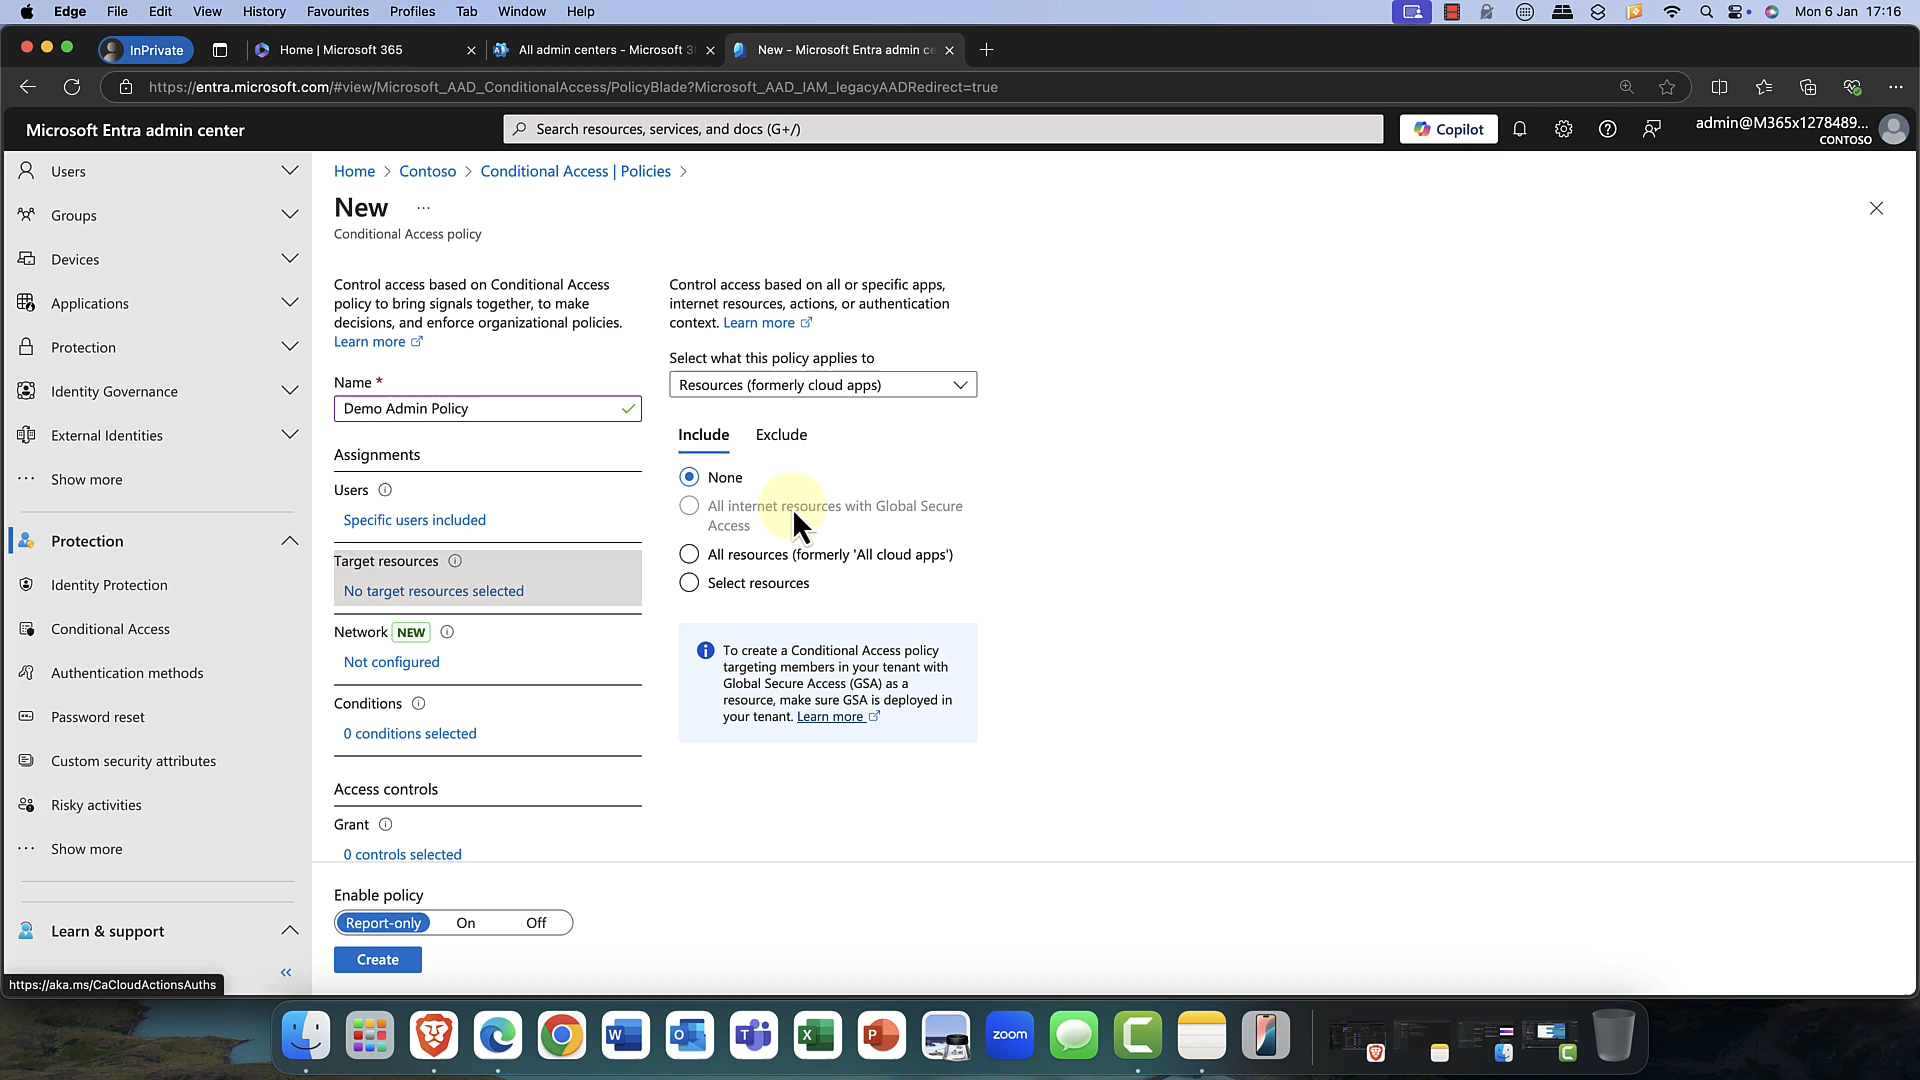 Edge File Edit View History Favourites Profiles Tab Window Help Mon 6 Jan 17:16
InPrivate Home | Microsoft 365 All admin centers - Microsoft 3 New - Microsoft Entra admin ce
https://entra.microsoft.com/#view/Microsoft_AAD_ConditionalAccess/PolicyBlade?Microsoft_AAD_IAM_legacyAADRedirect=true
Microsoft Entra admin center
Search resources, services, and docs (G+/)
Copilot
admin@M365x1278489...
CONTOSO
Users
Groups
Devices
Applications
Protection
Identity Governance
External Identities
Show more
Protection
Identity Protection
Conditional Access
Authentication methods
Password reset
Custom security attributes
Risky activities
Show more
Learn & support
https://aka.ms/CaCloudActionsAuths
Home > Contoso > Conditional Access | Policies >
New ...
Conditional Access policy
Control access based on Conditional Access
policy to bring signals together, to make
decisions, and enforce organizational policies.
Learn more
Name *
Demo Admin Policy
Assignments
Users
Specific users included
Target resources
No target resources selected
Network NEW
Not configured
Conditions
0 conditions selected
Access controls
Grant
0 controls selected
Enable policy
Report-only On Off
Create
Control access based on all or specific apps,
internet resources, actions, or authentication
context. Learn more
Select what this policy applies to
Resources (formerly cloud apps)
Include Exclude
None
All internet resources with Global Secure
Access
All resources (formerly 'All cloud apps')
Select resources
To create a Conditional Access policy
targeting members in your tenant with
Global Secure Access (GSA) as a
resource, make sure GSA is deployed in
your tenant. Learn more
zoom